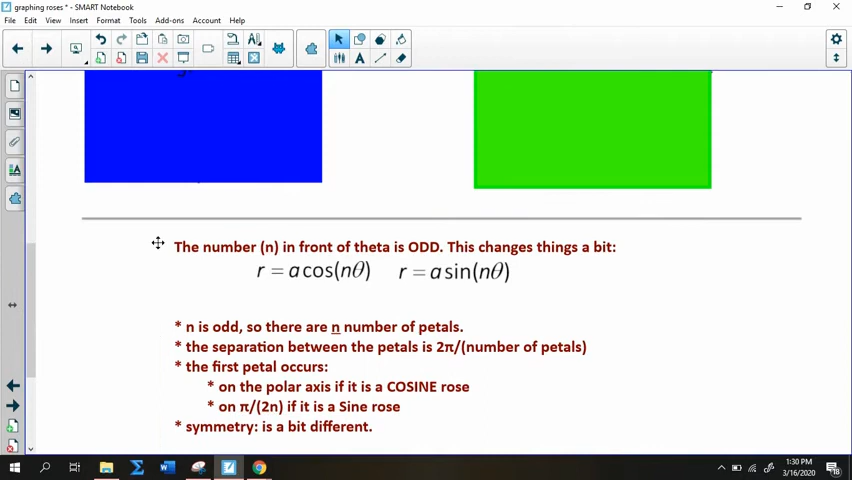 graphing roses * - SMART Notebook
File Edit View Insert Format Tools Add-ons Account Help
The number (n) in front of theta is ODD. This changes things a bit:
r = a cos(nθ) r = a sin(nθ)
* n is odd, so there are n number of petals.
* the separation between the petals is 2π/(number of petals)
* the first petal occurs:
* on the polar axis if it is a COSINE rose
* on π/(2n) if it is a Sine rose
* symmetry: is a bit different.
1:30 PM
3/16/2020
18